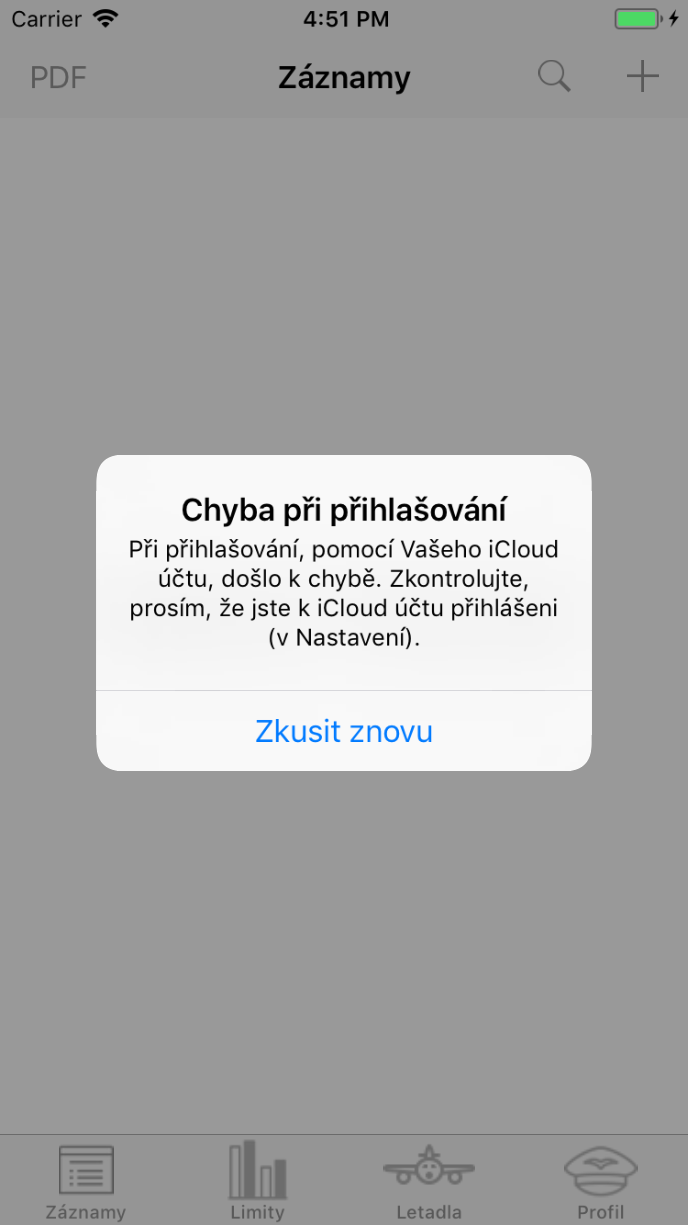 Carrier 4:51 PM
PDF Záznamy
Chyba při přihlašování
Při přihlašování, pomocí Vašeho iCloud
účtu, došlo k chybě. Zkontrolujte,
prosím, že jste k iCloud účtu přihlášeni
(v Nastavení).
Zkusit znovu
Záznamy Limity Letadla Profil